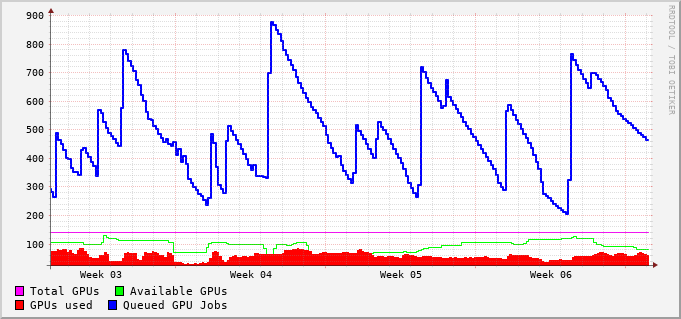 900
800
700
600
500
400
300
200
100
RRDTOOL / TOBI OETIKER
Week 03 Week 04 Week 05 Week 06
Total GPUs Available GPUs
GPUs used Queued GPU Jobs